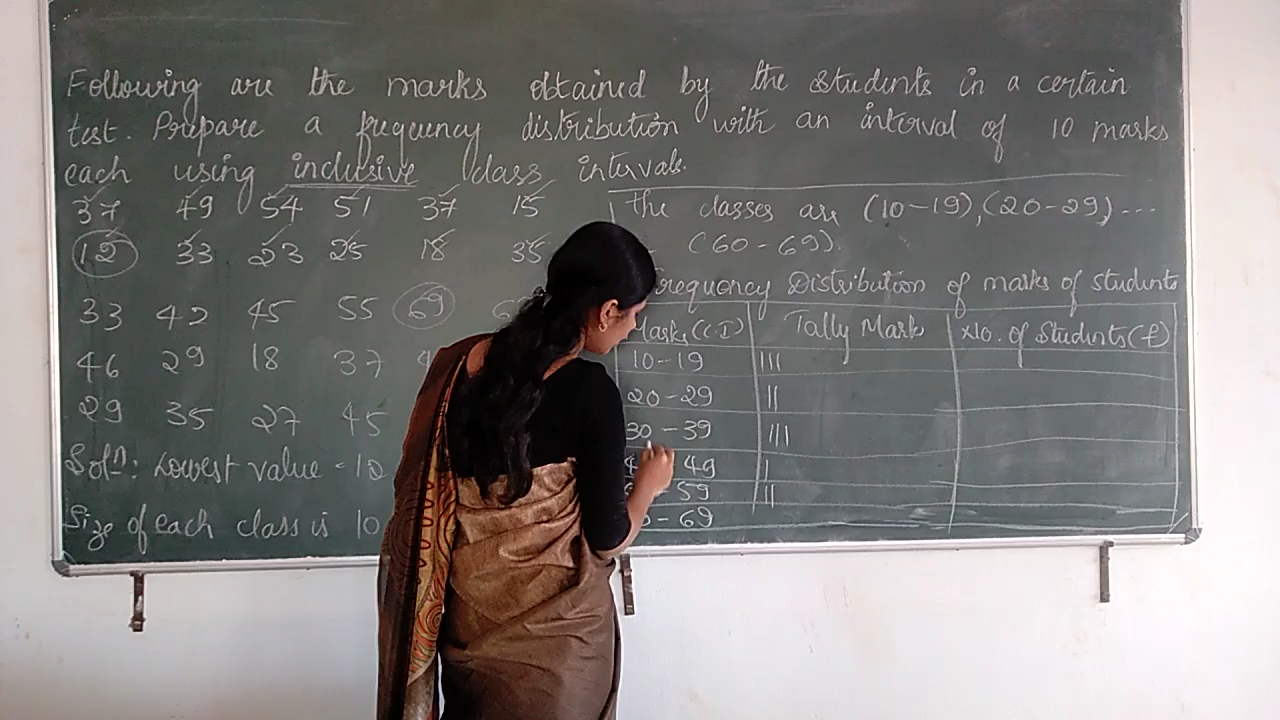 Following are the marks obtained by the students in a certain
test. Prepare a frequency distribution with an interval of 10 marks
each using inclusive class intervals.
37 49 54 51 37 15
12 33 23 25 18 35
33 42 45 55 69
46 29 18 37
29 35 27 45
Soln: Lowest value = 12
Size of each class is 10
The classes are (10-19), (20-29) ...
(60-69).
Frequency Distribution of marks of students
Marks (C.I) Tally Mark No. of Students (f)
10-19 |||
20-29 ||
30-39 |||
49 |
59 ||
- 69